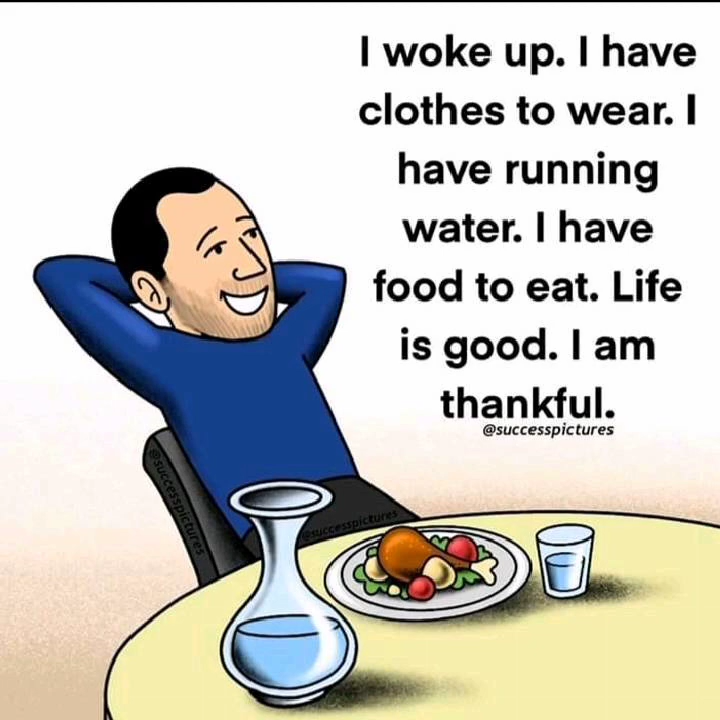 I woke up. I have
clothes to wear. I
have running
water. I have
food to eat. Life
is good. I am
thankful.
@successpictures
@successpictures
@successpictures